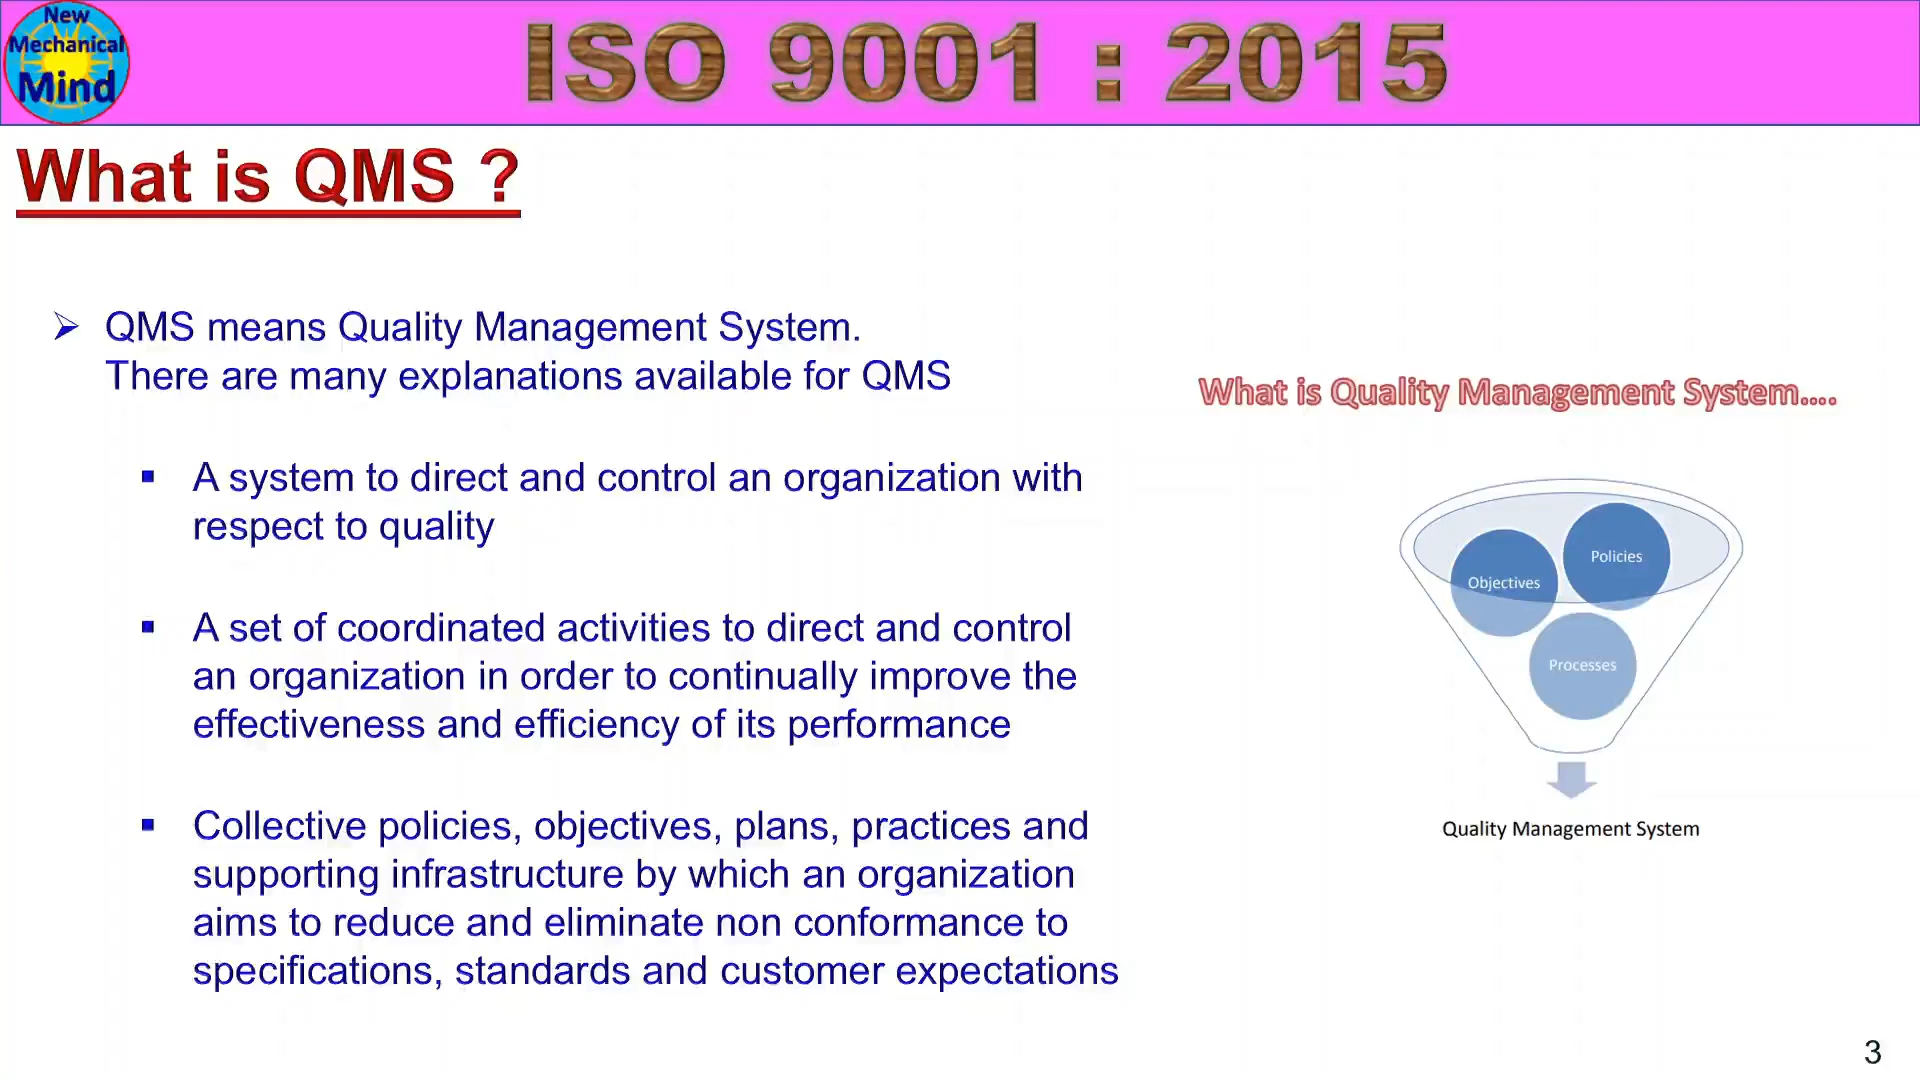 New
Mechanical
Mind
ISO 9001 : 2015
What is QMS ?
➢ QMS means Quality Management System.
There are many explanations available for QMS
▪ A system to direct and control an organization with
respect to quality
▪ A set of coordinated activities to direct and control
an organization in order to continually improve the
effectiveness and efficiency of its performance
▪ Collective policies, objectives, plans, practices and
supporting infrastructure by which an organization
aims to reduce and eliminate non conformance to
specifications, standards and customer expectations
What is Quality Management System....
Policies
Objectives
Processes
Quality Management System
3